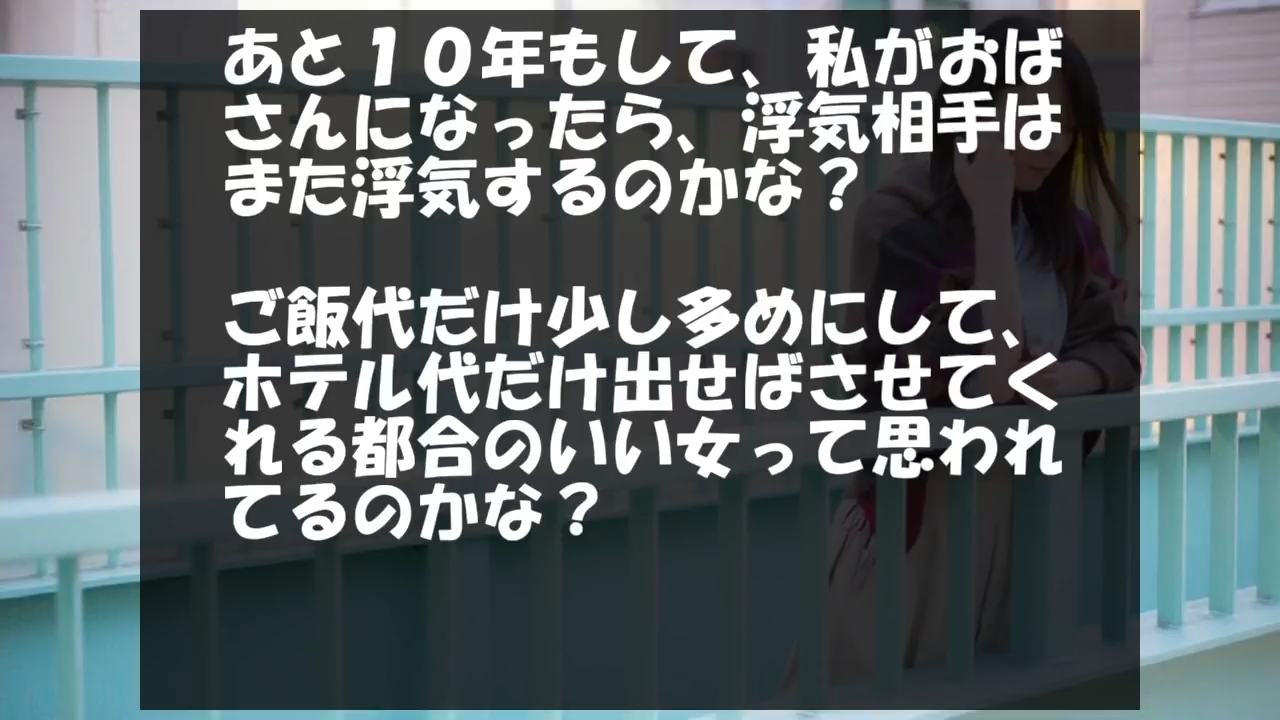 あと１０年もして、私がおば
さんになったら、浮気相手は
また浮気するのかな？
ご飯代だけ少し多めにして、
ホテル代だけ出せばさせてく
れる都合のいい女って思われ
てるのかな？